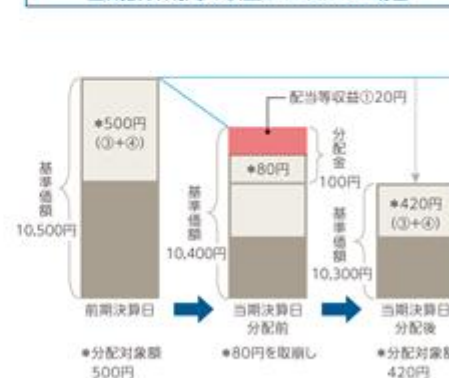 配当等収益①20円
*500円
(③+④)
分配金
100円
*80円
基準価額
10,500円
基準価額
10,400円
基準価額
10,300円
*420円
(③+④)
前期決算日
当期決算日
分配前
当期決算日
分配後
*分配対象額
500円
*80円を取崩し
*分配対象額
420円